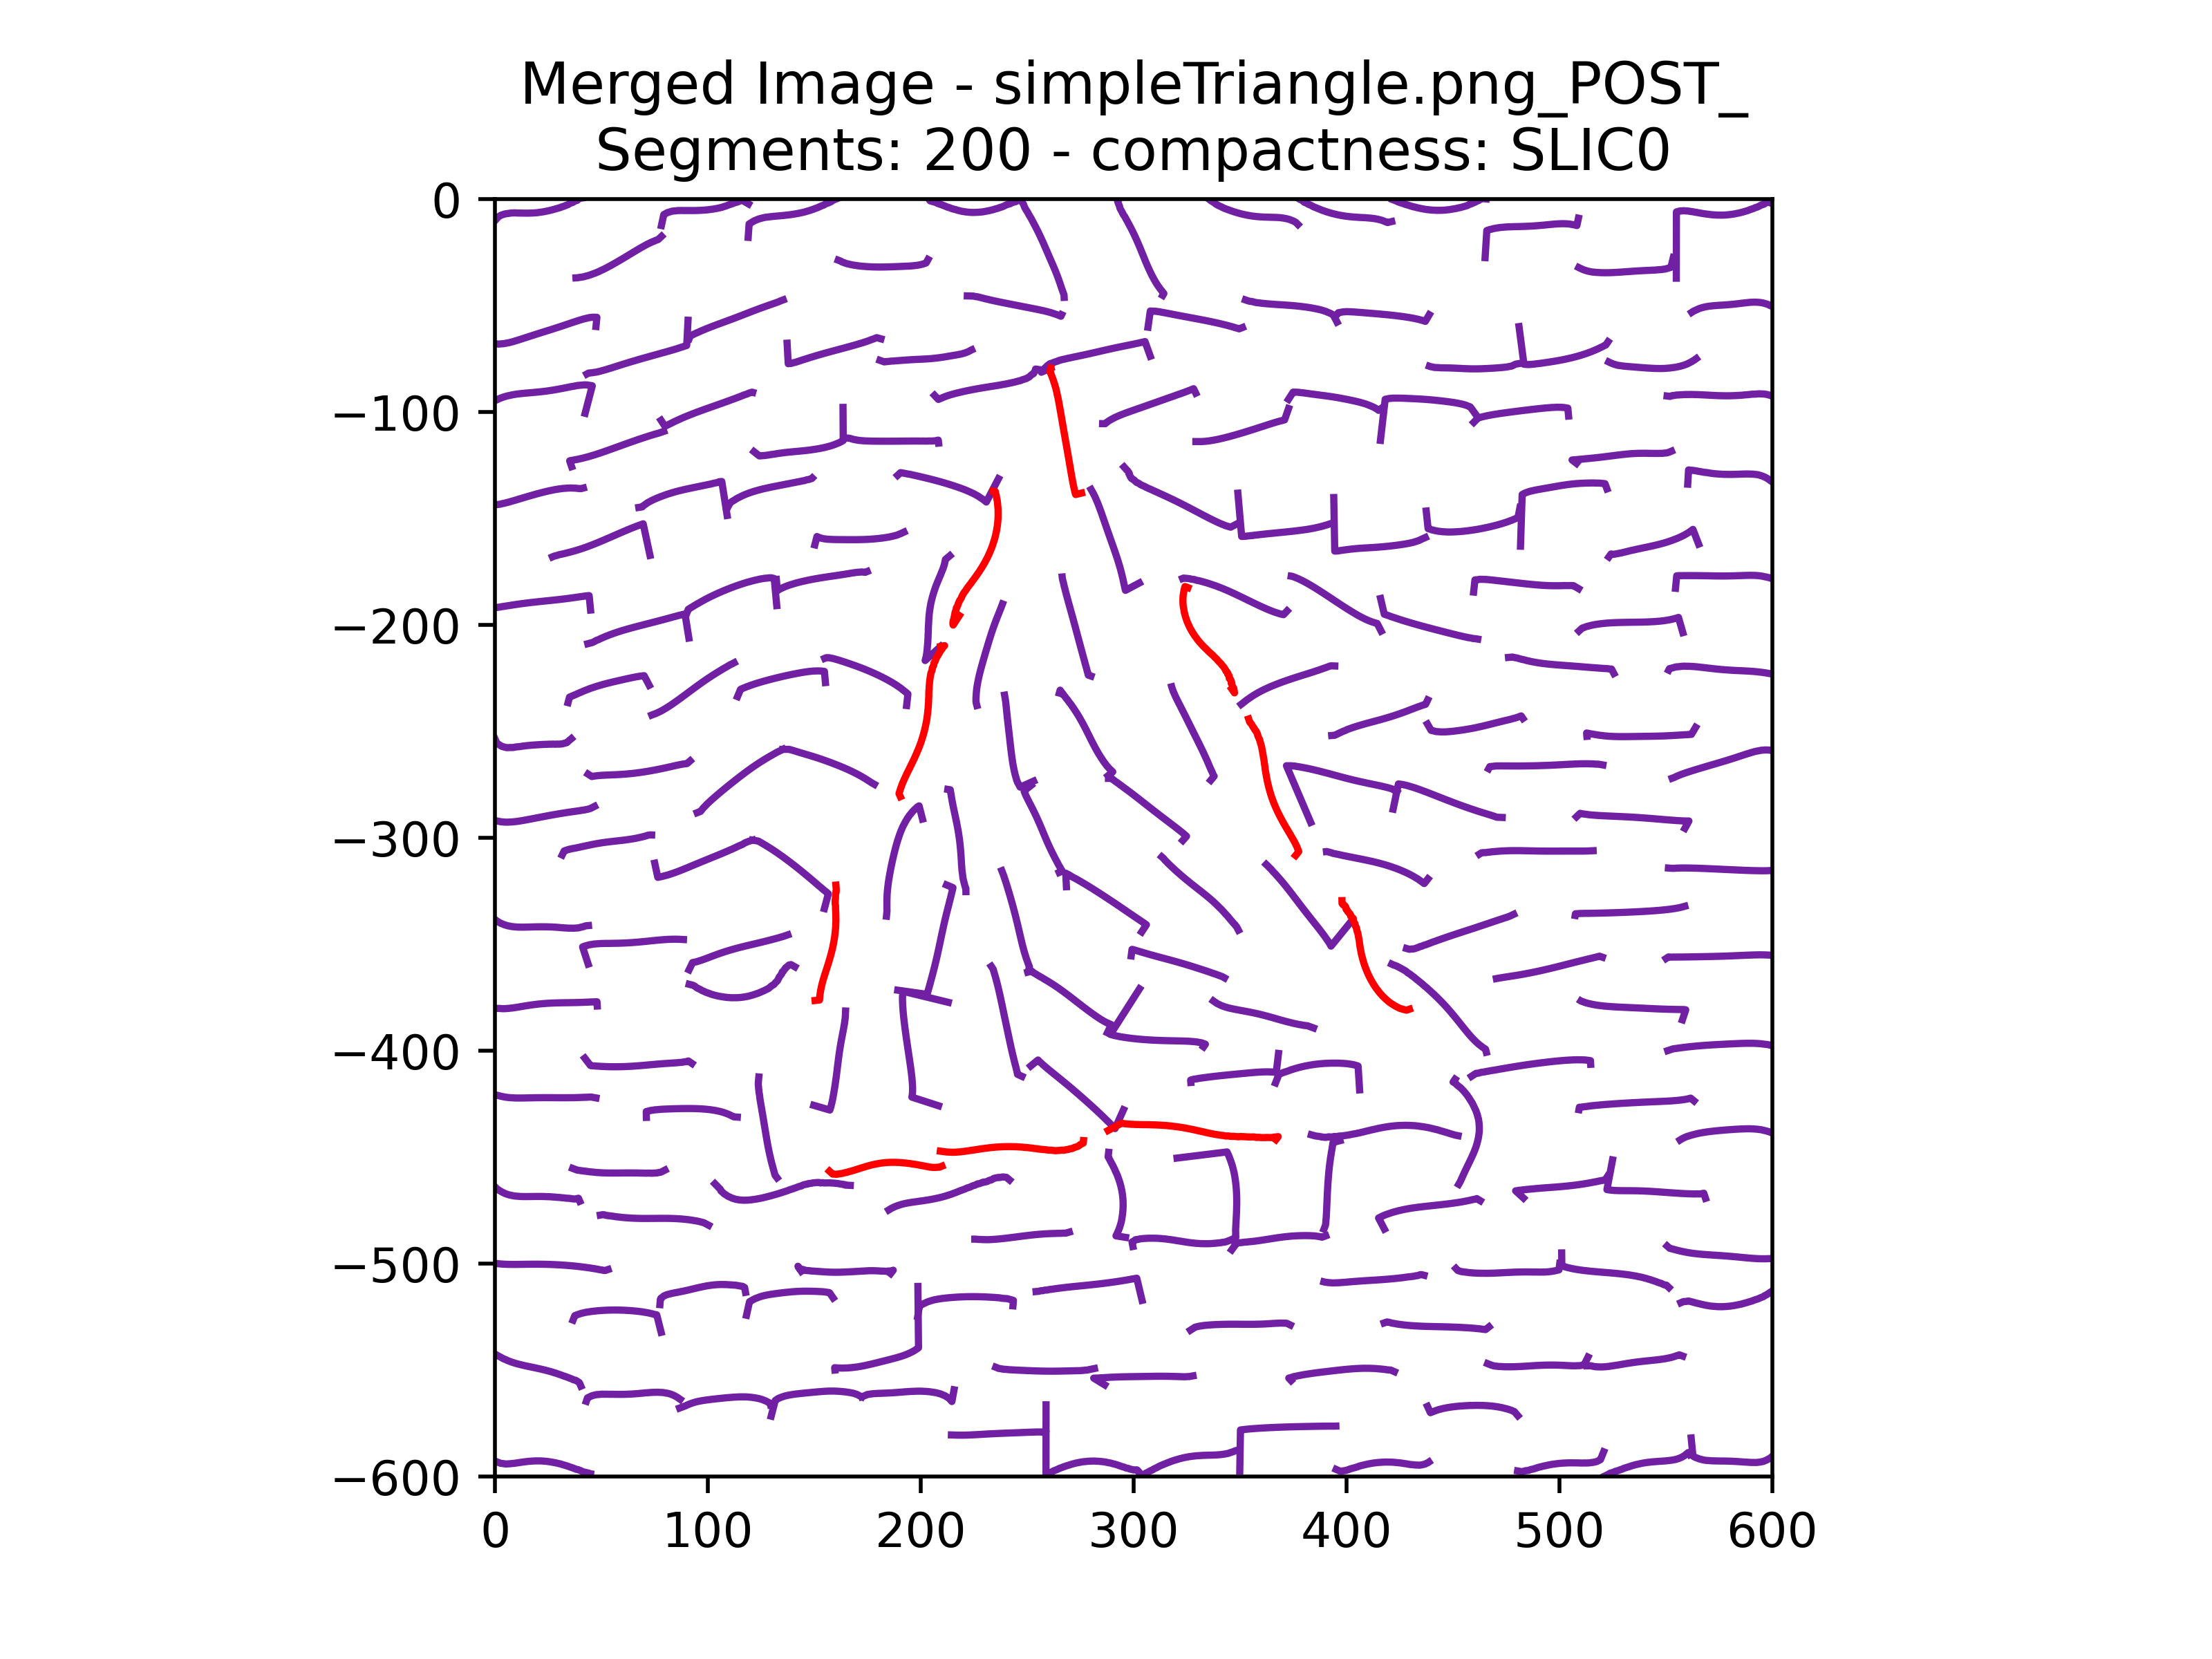 Merged Image - simpleTriangle.png_POST_
Segments: 200 - compactness: SLIC0
0
−100
−200
−300
−400
−500
−600
0 100 200 300 400 500 600